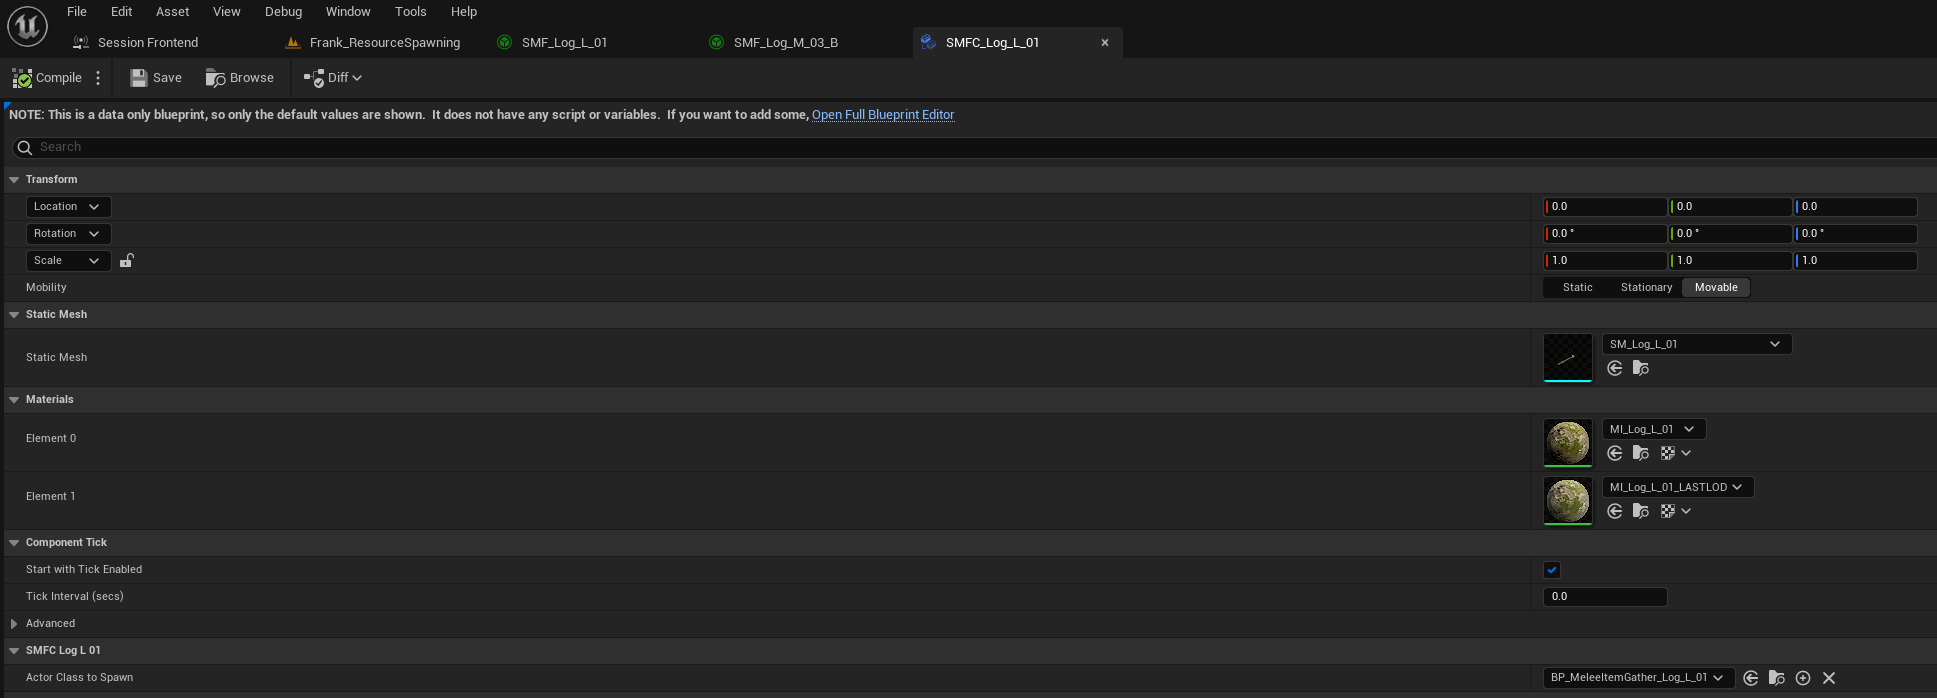 File Edit Asset View Debug Window Tools Help
Session Frontend Frank_ResourceSpawning SMF_Log_L_01 SMF_Log_M_03_B SMFC_Log_L_01
Compile Save Browse Diff
NOTE: This is a data only blueprint, so only the default values are shown. It does not have any script or variables. If you want to add some, Open Full Blueprint Editor
Search
Transform
Location 0.0 0.0 0.0
Rotation 0.0 ° 0.0 ° 0.0 °
Scale 1.0 1.0 1.0
Mobility Static Stationary Movable
Static Mesh
Static Mesh SM_Log_L_01
Materials
Element 0 MI_Log_L_01
Element 1 MI_Log_L_01_LASTLOD
Component Tick
Start with Tick Enabled
Tick Interval (secs) 0.0
Advanced
SMFC Log L 01
Actor Class to Spawn BP_MeleeItemGather_Log_L_01